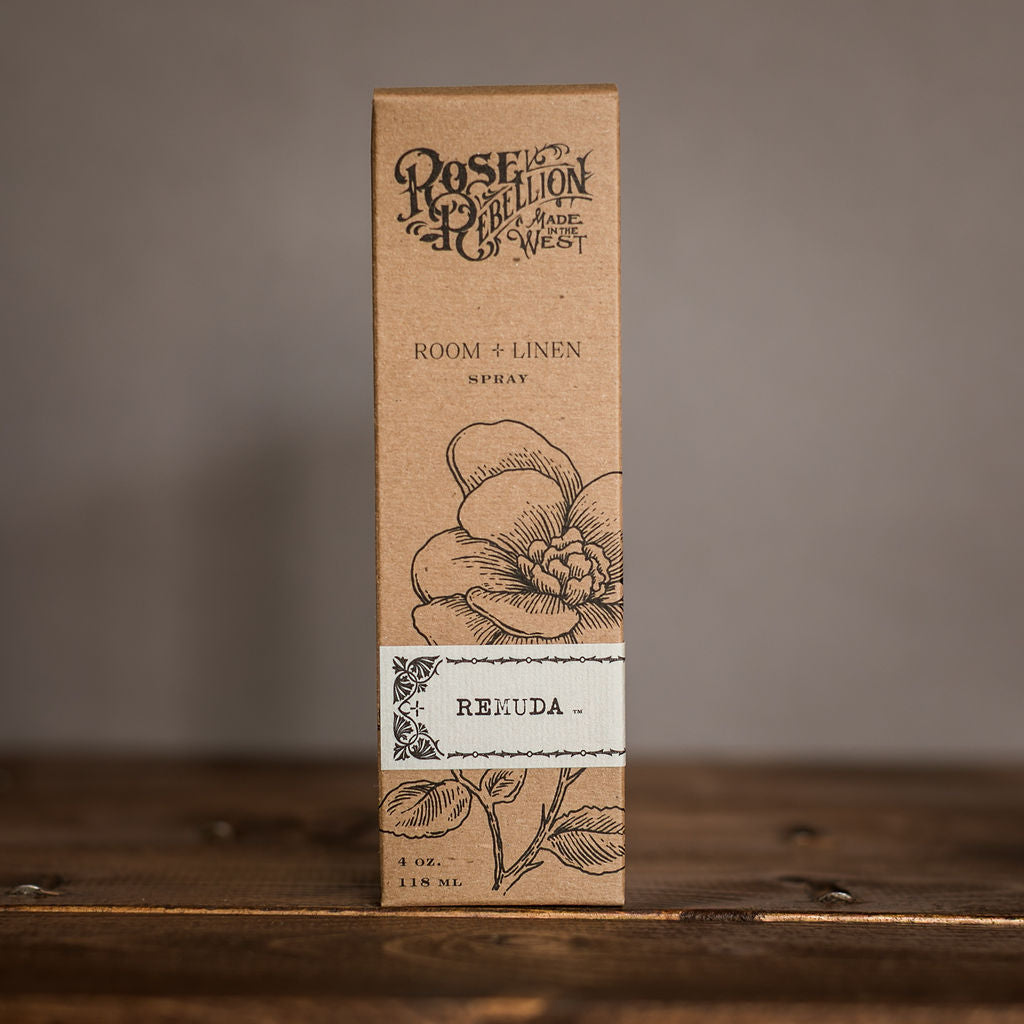 ROSE REBELLION
MADE
IN THE
WEST
ROOM + LINEN
SPRAY
REMUDA ™
4 OZ.
118 ML